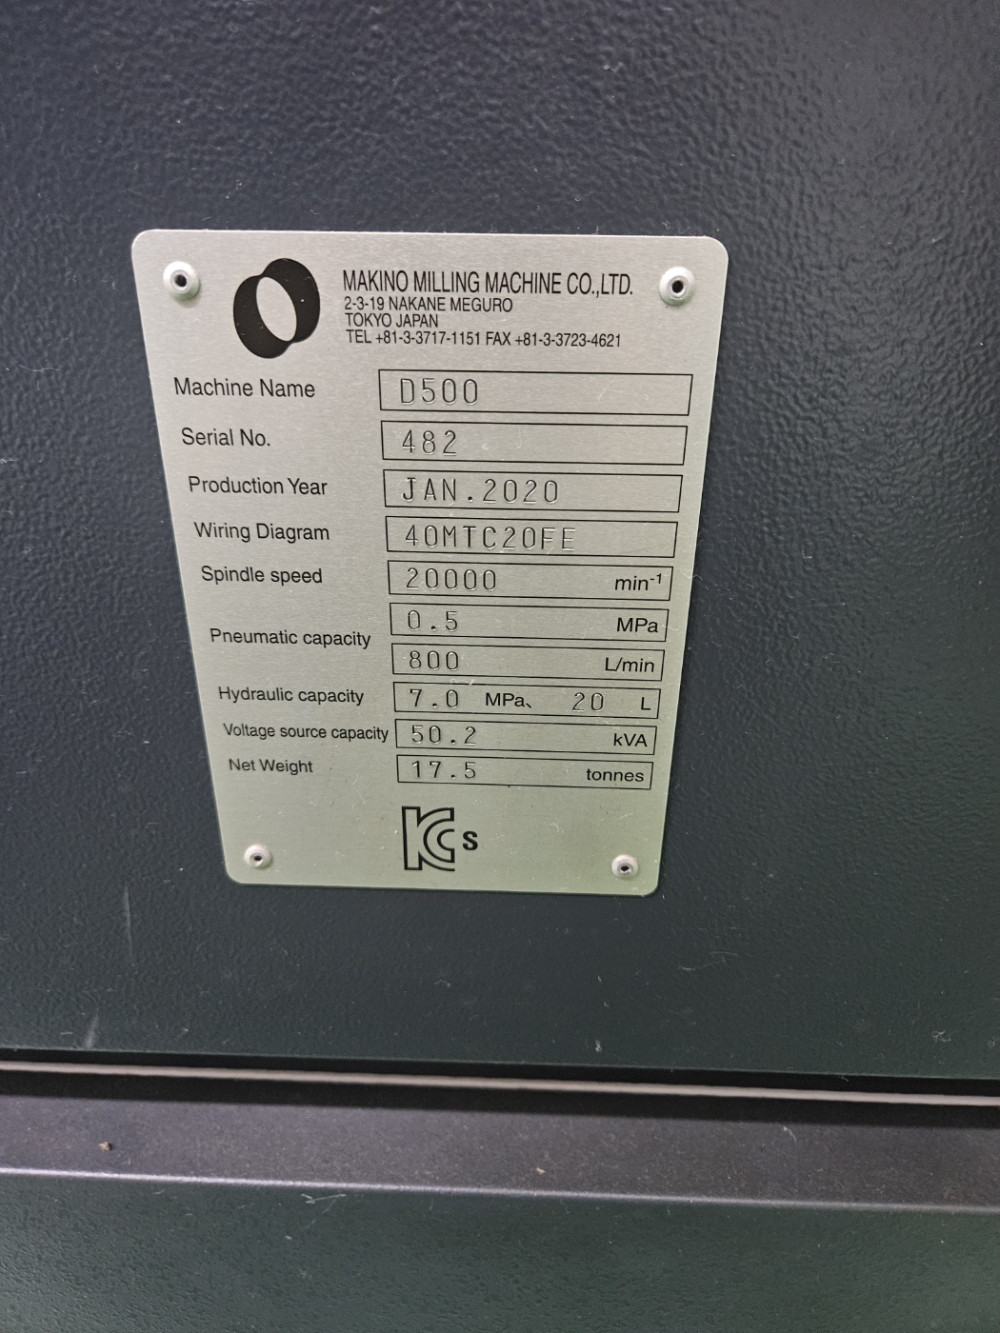 MAKINO MILLING MACHINE CO.,LTD.
2-3-19 NAKANE MEGURO
TOKYO JAPAN
TEL +81-3-3717-1151 FAX +81-3-3723-4621
Machine Name D500
Serial No. 482
Production Year JAN.2020
Wiring Diagram 40MTC20FE
Spindle speed 20000 min-1
Pneumatic capacity 0.5 MPa
800 L/min
Hydraulic capacity 7.0 MPa、 20 L
Voltage source capacity 50.2 kVA
Net Weight 17.5 tonnes
KC s